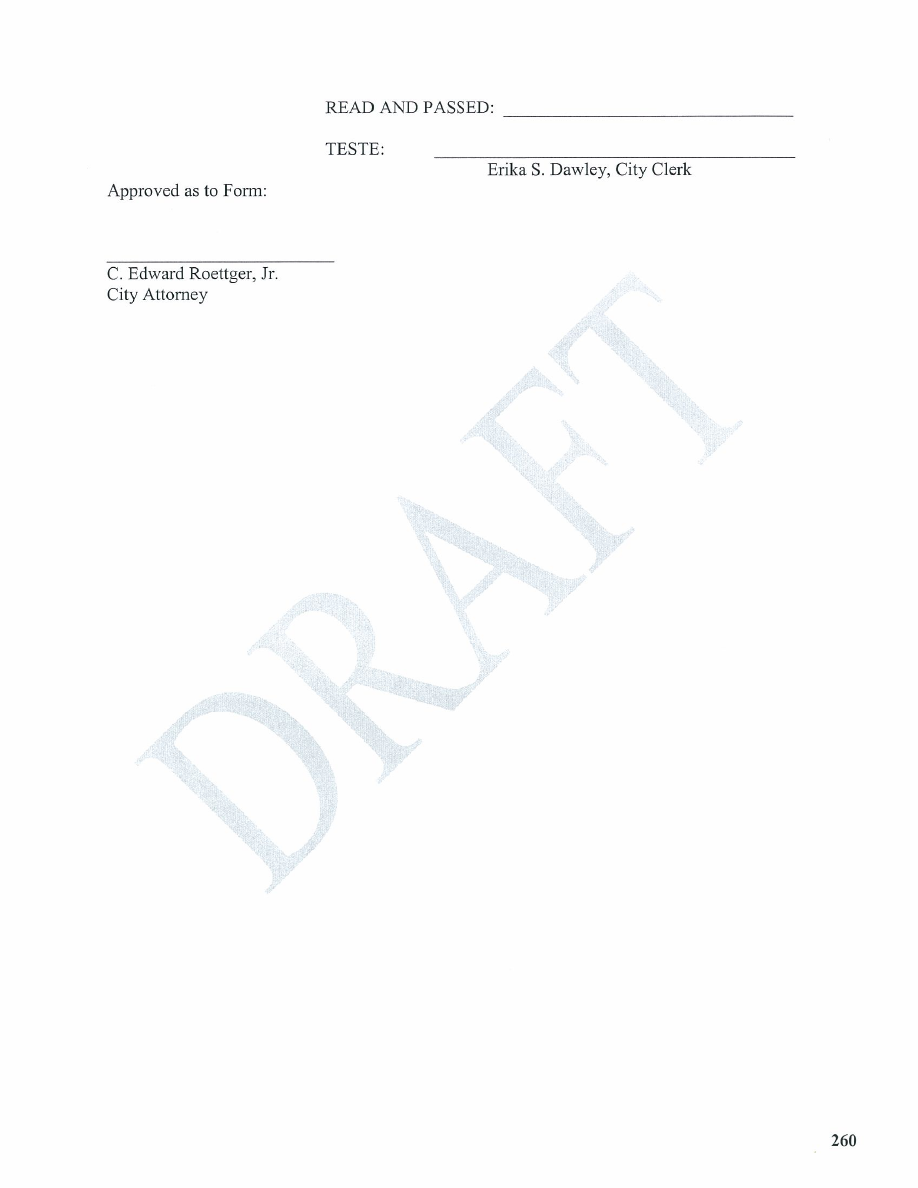 READ AND PASSED: ______________________________
TESTE: ______________________________
Erika S. Dawley, City Clerk
Approved as to Form:
______________________________
C. Edward Roettger, Jr.
City Attorney
DRAFT
260